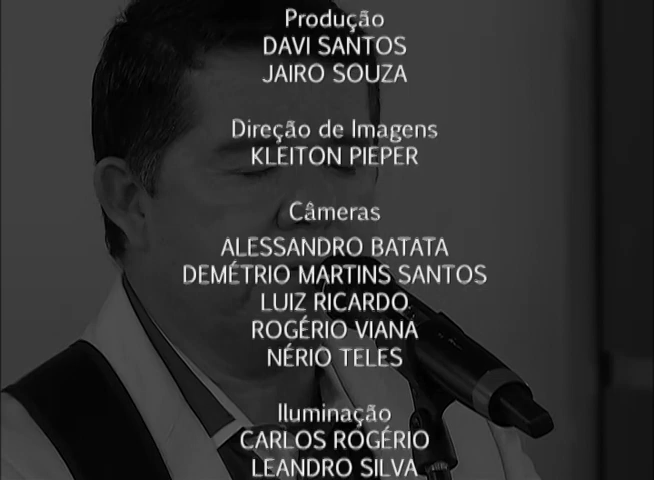 Produção
DAVI SANTOS
JAIRO SOUZA
Direção de Imagens
KLEITON PIEPER
Câmeras
ALESSANDRO BATATA
DEMÉTRIO MARTINS SANTOS
LUIZ RICARDO
ROGÉRIO VIANA
NÉRIO TELES
Iluminação
CARLOS ROGÉRIO
LEANDRO SILVA